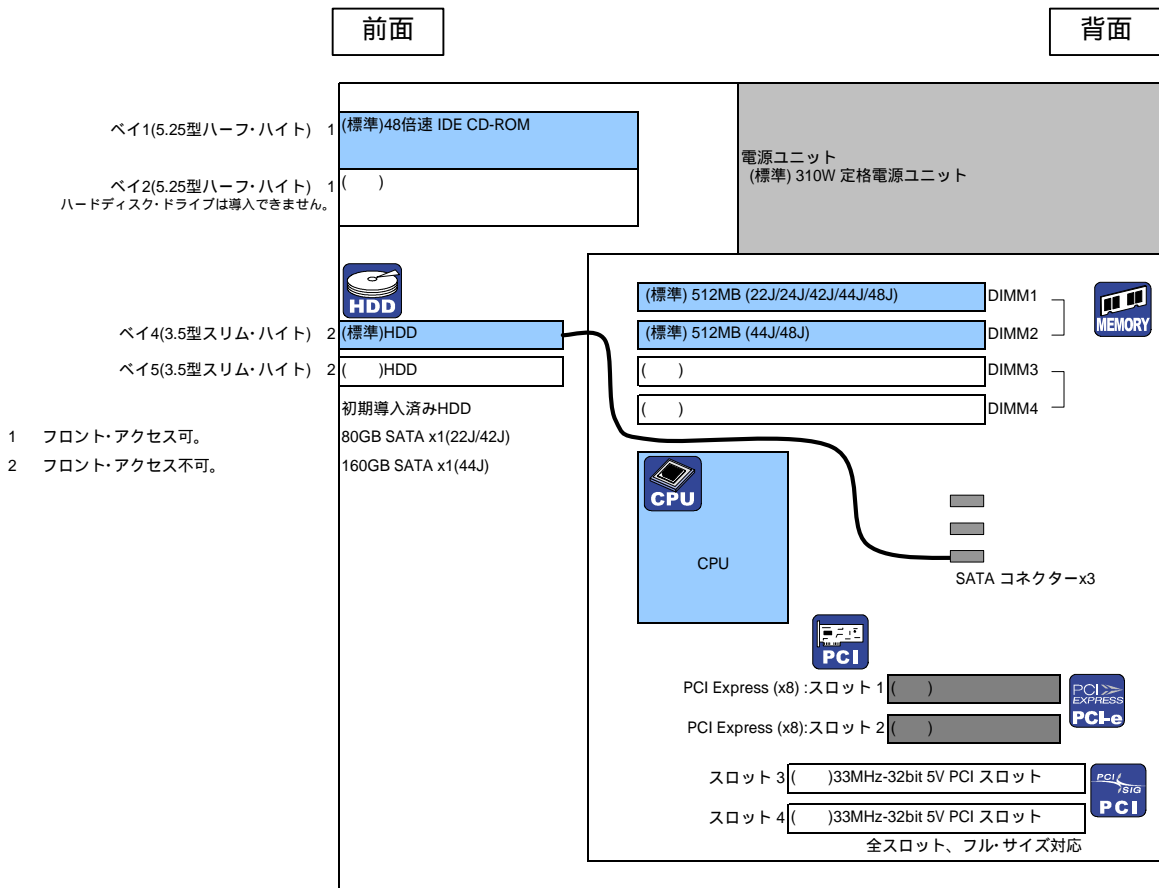 前面
背面
ベイ1(5.25型ハーフ・ハイト) 1
(標準)48倍速 IDE CD-ROM
電源ユニット
(標準) 310W 定格電源ユニット
ベイ2(5.25型ハーフ・ハイト) 1
( )
ハードディスク・ドライブは導入できません。
HDD
(標準) 512MB (22J/24J/42J/44J/48J)
DIMM1
MEMORY
ベイ4(3.5型スリム・ハイト) 2
(標準)HDD
(標準) 512MB (44J/48J)
DIMM2
ベイ5(3.5型スリム・ハイト) 2
( )HDD
( )
DIMM3
初期導入済みHDD
( )
DIMM4
1 フロント・アクセス可。
80GB SATA x1(22J/42J)
2 フロント・アクセス不可。
160GB SATA x1(44J)
CPU
CPU
SATA コネクターx3
PCI
PCI Express (x8) :スロット 1
( )
PCI EXPRESS
PCI-e
PCI Express (x8):スロット 2
( )
スロット 3
( )33MHz-32bit 5V PCI スロット
PCI SIG
PCI
スロット 4
( )33MHz-32bit 5V PCI スロット
全スロット、フル・サイズ対応